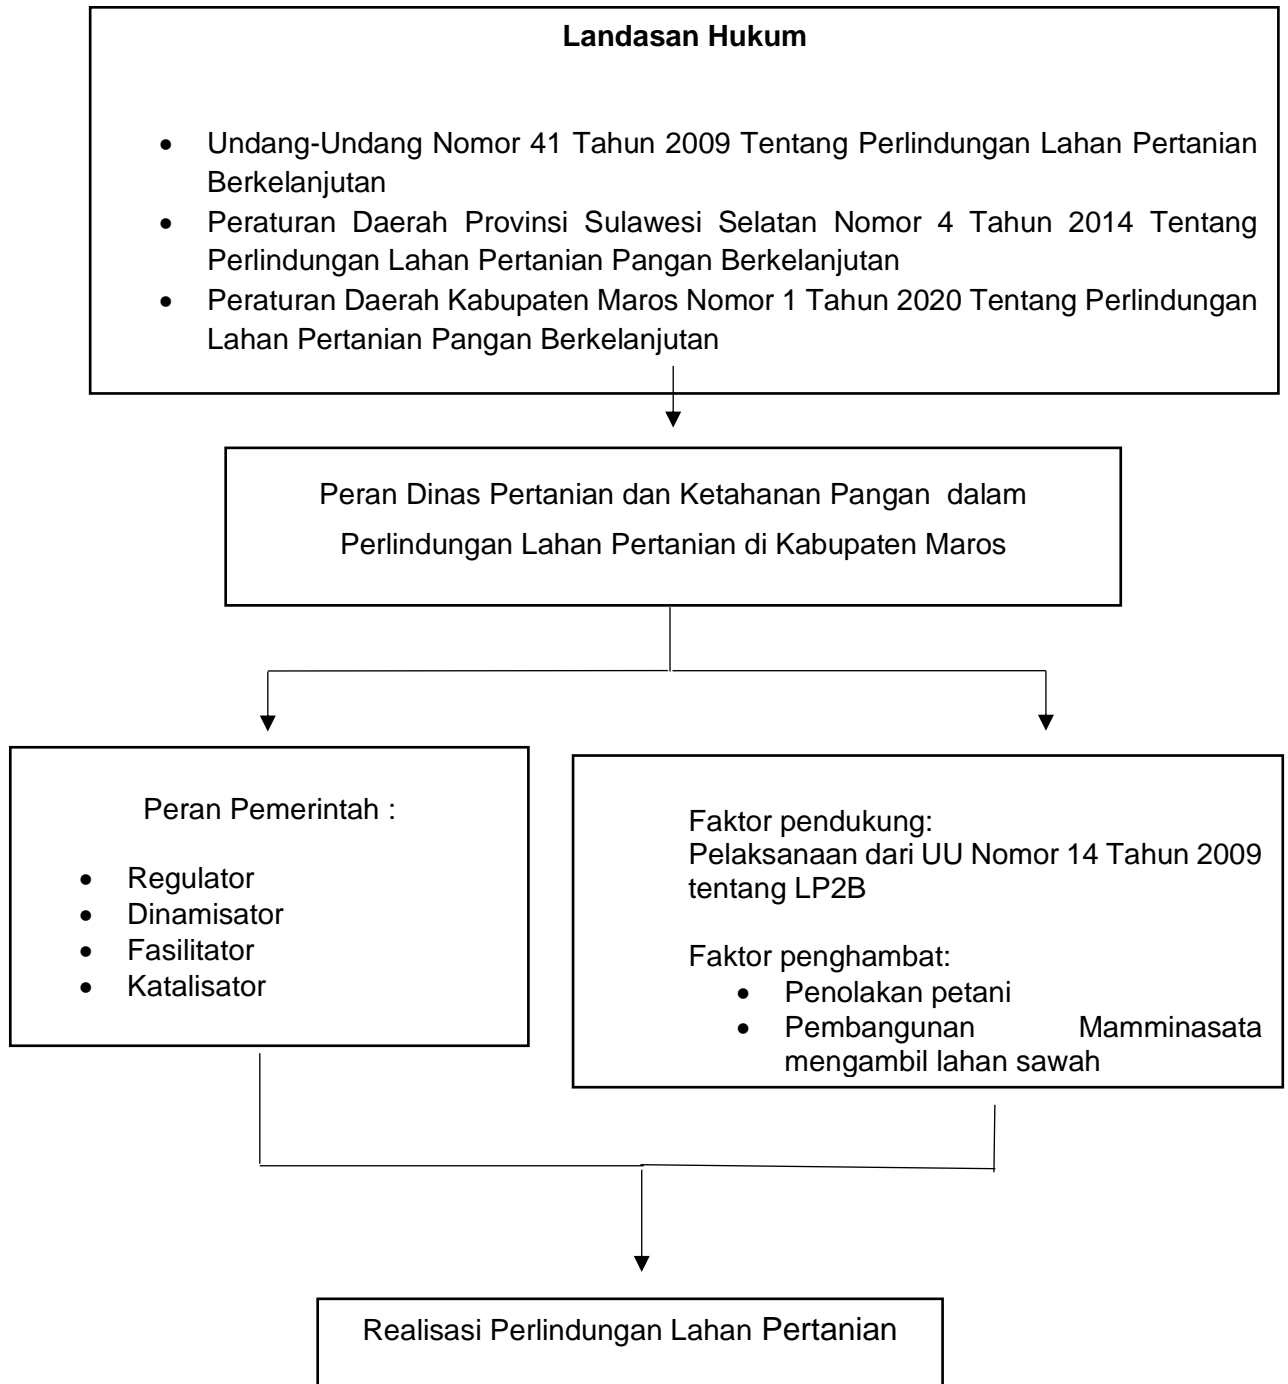 Landasan Hukum
• Undang-Undang Nomor 41 Tahun 2009 Tentang Perlindungan Lahan Pertanian
Berkelanjutan
• Peraturan Daerah Provinsi Sulawesi Selatan Nomor 4 Tahun 2014 Tentang
Perlindungan Lahan Pertanian Pangan Berkelanjutan
• Peraturan Daerah Kabupaten Maros Nomor 1 Tahun 2020 Tentang Perlindungan
Lahan Pertanian Pangan Berkelanjutan
Peran Dinas Pertanian dan Ketahanan Pangan dalam
Perlindungan Lahan Pertanian di Kabupaten Maros
Peran Pemerintah :
• Regulator
• Dinamisator
• Fasilitator
• Katalisator
Faktor pendukung:
Pelaksanaan dari UU Nomor 14 Tahun 2009
tentang LP2B
Faktor penghambat:
• Penolakan petani
• Pembangunan Mamminasata
mengambil lahan sawah
Realisasi Perlindungan Lahan Pertanian